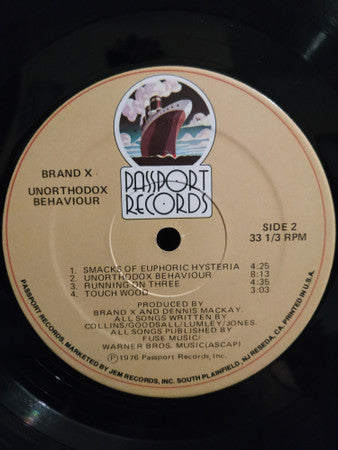 PASSPORT
RECORDS
BRAND X
UNORTHODOX
BEHAVIOUR
SIDE 2
33 1/3 RPM
1. SMACKS OF EUPHORIC HYSTERIA 4:25
2. UNORTHODOX BEHAVIOUR 8:13
3. RUNNING ON THREE 4:35
4. TOUCH WOOD 3:03
PRODUCED BY
BRAND X AND DENNIS MACKAY.
ALL SONGS WRITTEN BY
COLLINS/GOODSALL/LUMLEY/JONES.
ALL SONGS PUBLISHED BY
FUSE MUSIC/
WARNER BROS. MUSIC(ASCAP)
Ⓟ1976 Passport Records, Inc.
PASSPORT RECORDS, MARKETED BY JEM RECORDS, INC. SOUTH PLAINFIELD, NJ RESEDA, CA. PRINTED IN U.S.A.